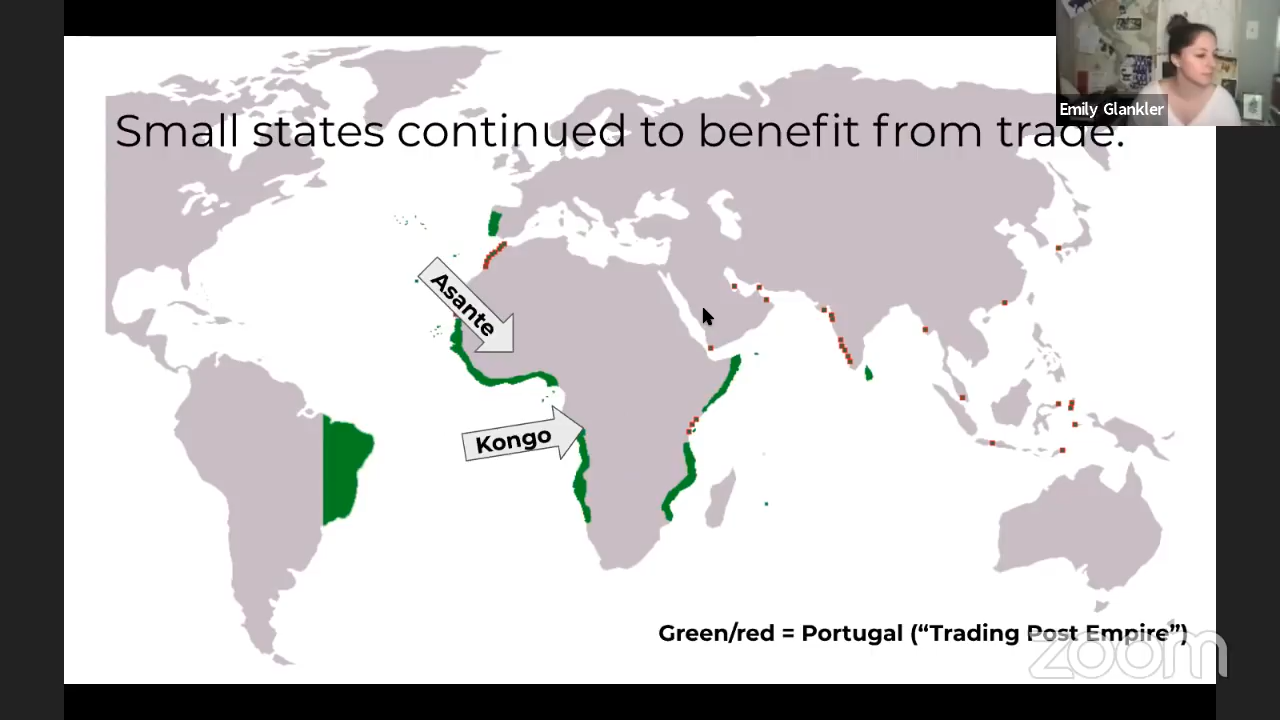 Emily Glankler
Small states continued to benefit from trade.
Asante
Kongo
Green/red = Portugal (“Trading Post Empire”)
zoom